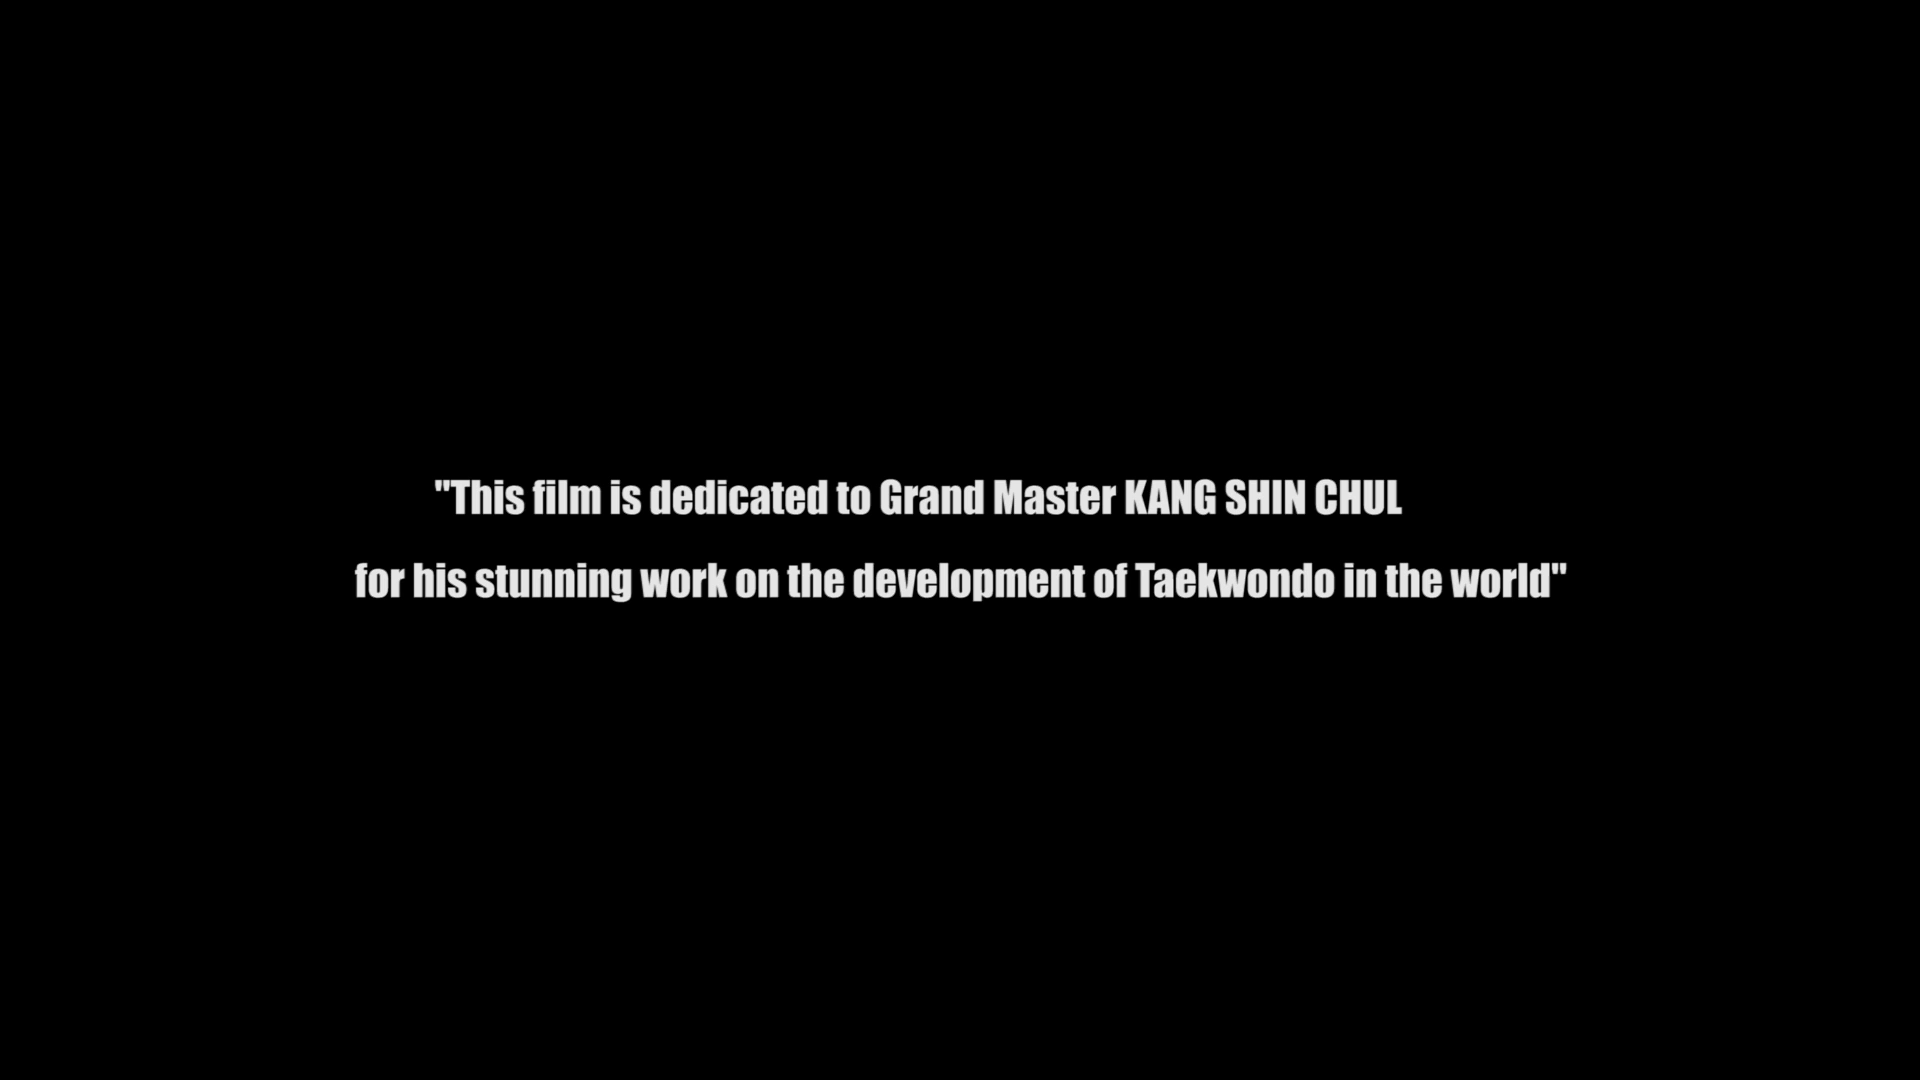 "This film is dedicated to Grand Master KANG SHIN CHUL
for his stunning work on the development of Taekwondo in the world"